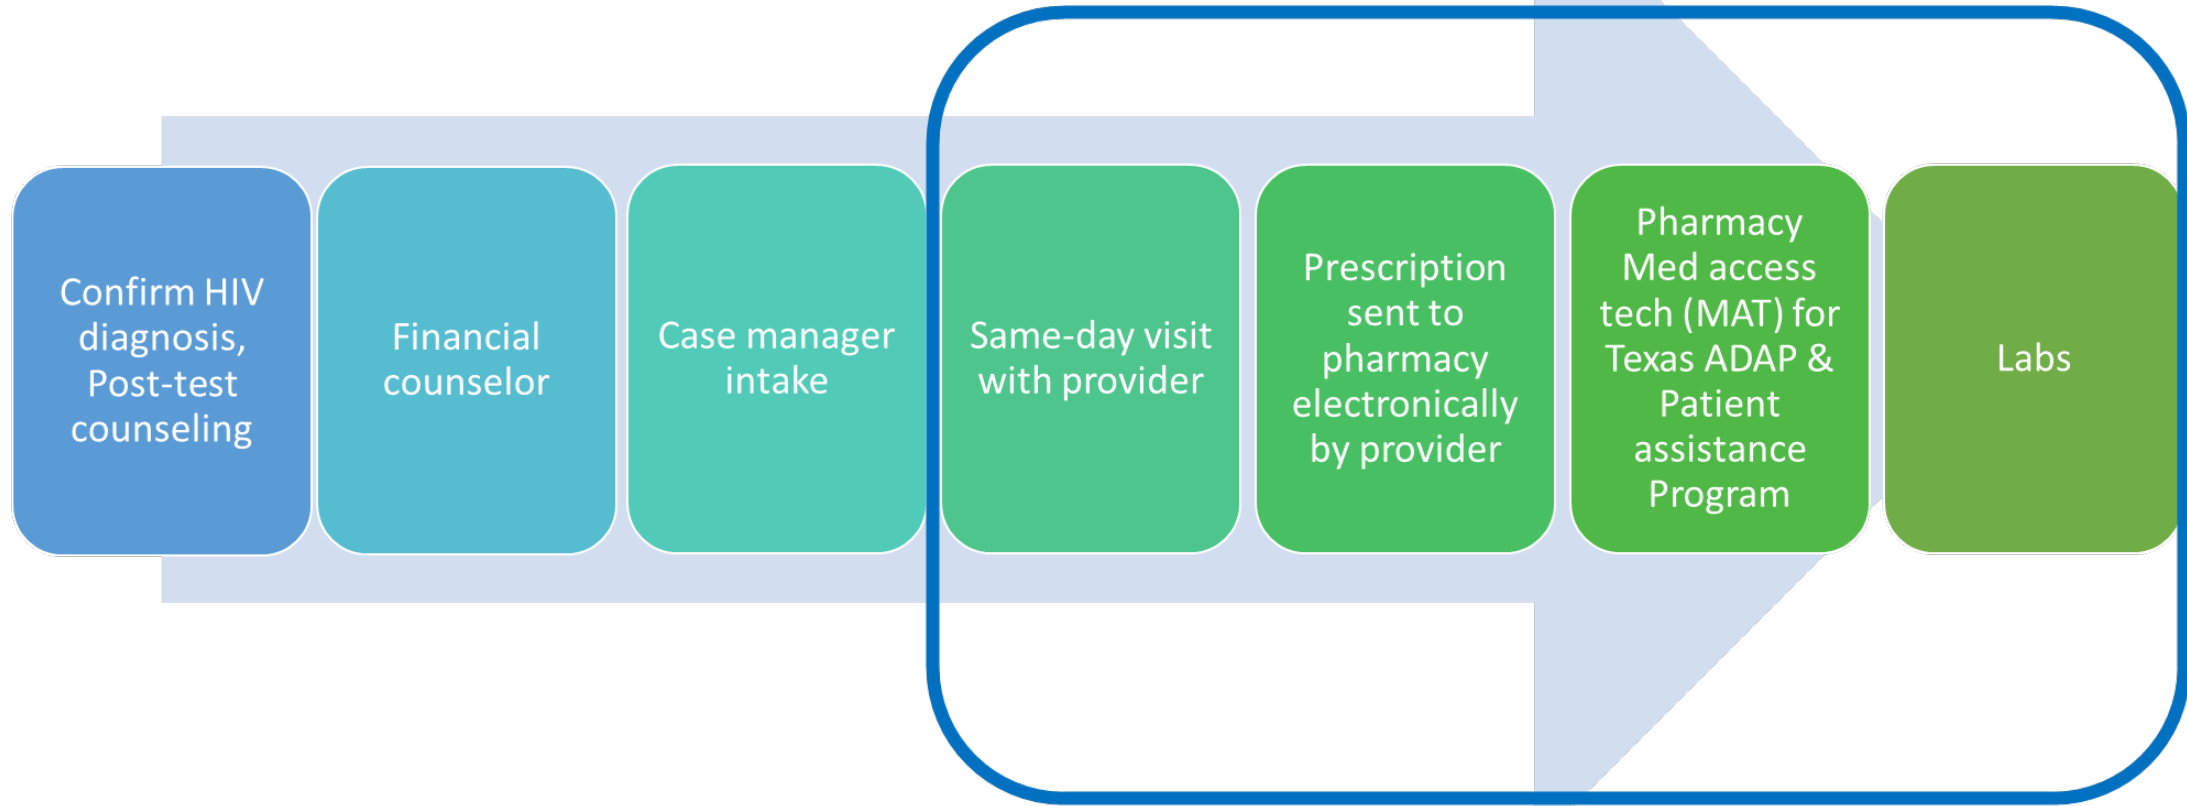 Confirm HIV
diagnosis,
Post-test
counseling
Financial
counselor
Case manager
intake
Same-day visit
with provider
Prescription
sent to
pharmacy
electronically
by provider
Pharmacy
Med access
tech (MAT) for
Texas ADAP &
Patient
assistance
Program
Labs